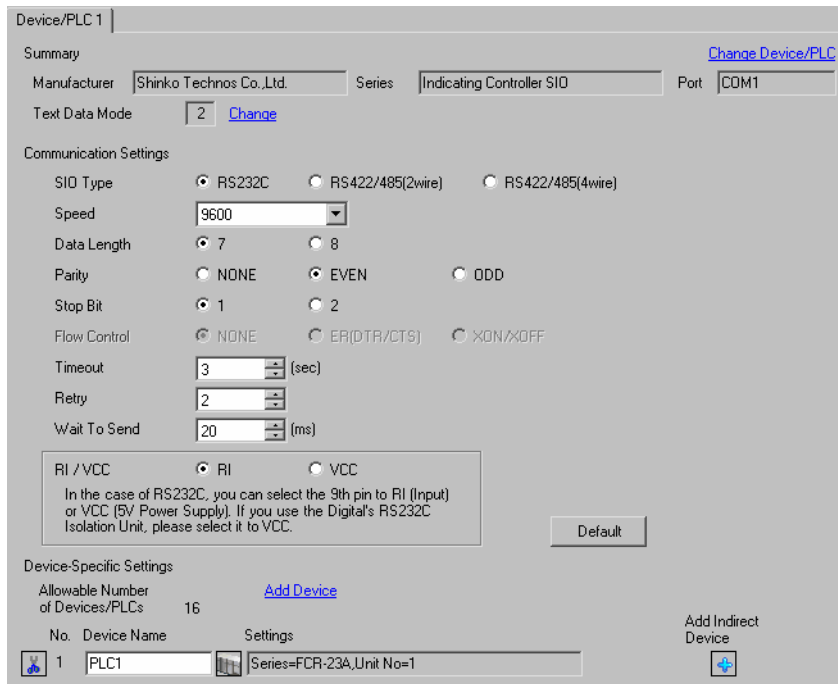 Device/PLC 1
Summary Change Device/PLC
Manufacturer Shinko Technos Co.,Ltd. Series Indicating Controller SIO Port COM1
Text Data Mode 2 Change
Communication Settings
SIO Type RS232C RS422/485(2wire) RS422/485(4wire)
Speed 9600
Data Length 7 8
Parity NONE EVEN ODD
Stop Bit 1 2
Flow Control NONE ER(DTR/CTS) XON/XOFF
Timeout 3 (sec)
Retry 2
Wait To Send 20 (ms)
RI / VCC RI VCC
In the case of RS232C, you can select the 9th pin to RI (Input)
or VCC (5V Power Supply). If you use the Digital's RS232C
Isolation Unit, please select it to VCC.
Default
Device-Specific Settings
Allowable Number Add Device
of Devices/PLCs 16
Add Indirect
No. Device Name Settings Device
1 PLC1 Series=FCR-23A,Unit No=1